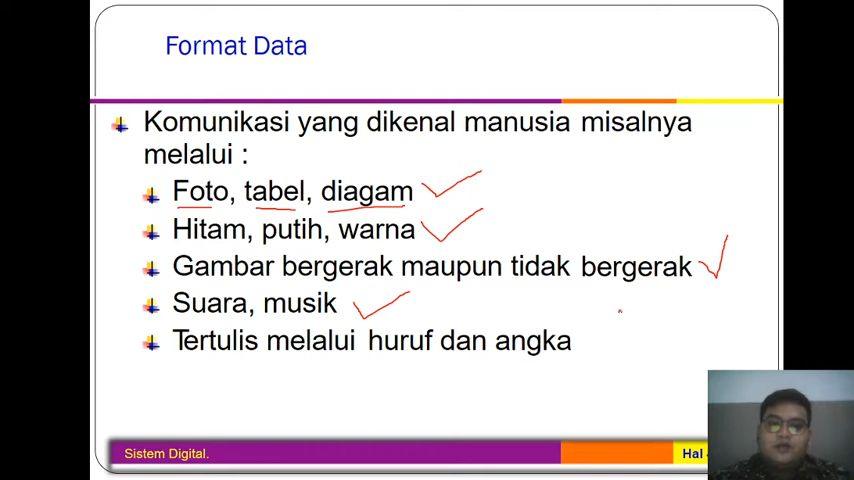 Format Data
Komunikasi yang dikenal manusia misalnya
melalui :
Foto, tabel, diagam
Hitam, putih, warna
Gambar bergerak maupun tidak bergerak
Suara, musik
Tertulis melalui huruf dan angka
Sistem Digital.
Hal